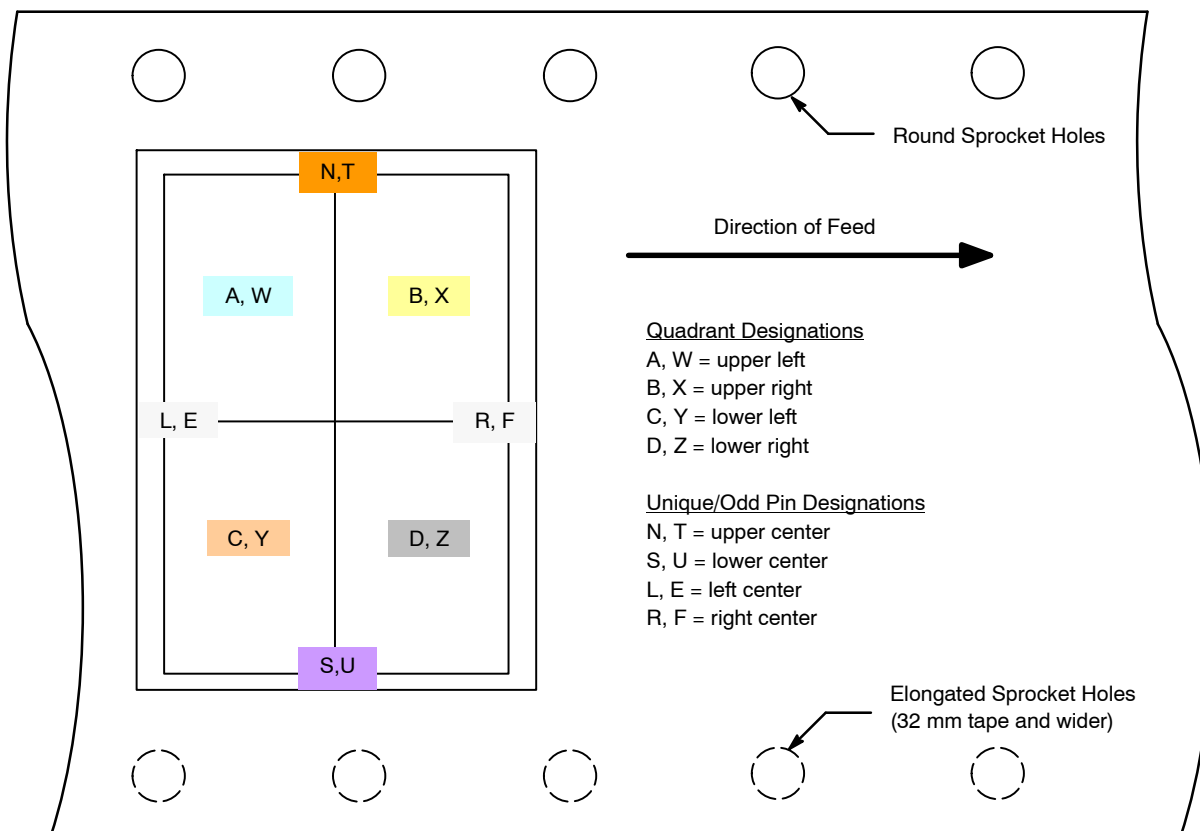 Round Sprocket Holes
N,T
Direction of Feed
A, W
B, X
Quadrant Designations
A, W = upper left
B, X = upper right
C, Y = lower left
D, Z = lower right
L, E
R, F
Unique/Odd Pin Designations
N, T = upper center
S, U = lower center
L, E = left center
R, F = right center
C, Y
D, Z
S,U
Elongated Sprocket Holes
(32 mm tape and wider)